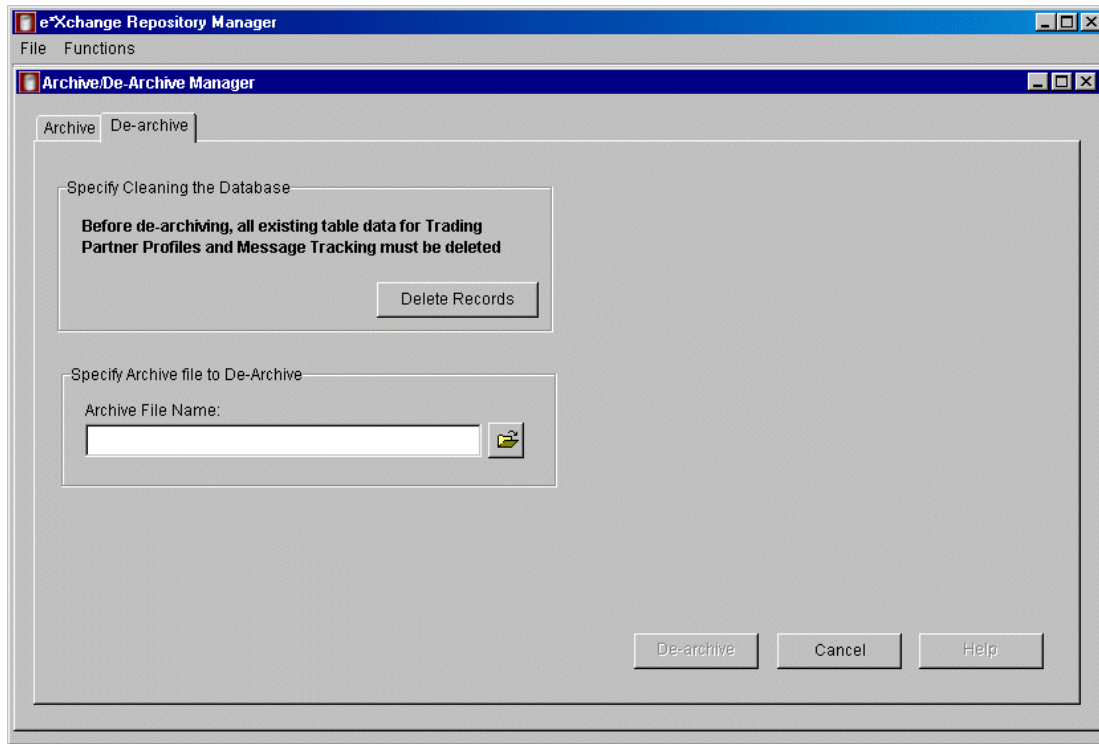 e*Xchange Repository Manager
File Functions
Archive/De-Archive Manager
Archive De-archive
Specify Cleaning the Database
Before de-archiving, all existing table data for Trading
Partner Profiles and Message Tracking must be deleted
Delete Records
Specify Archive file to De-Archive
Archive File Name:
De-archive Cancel Help